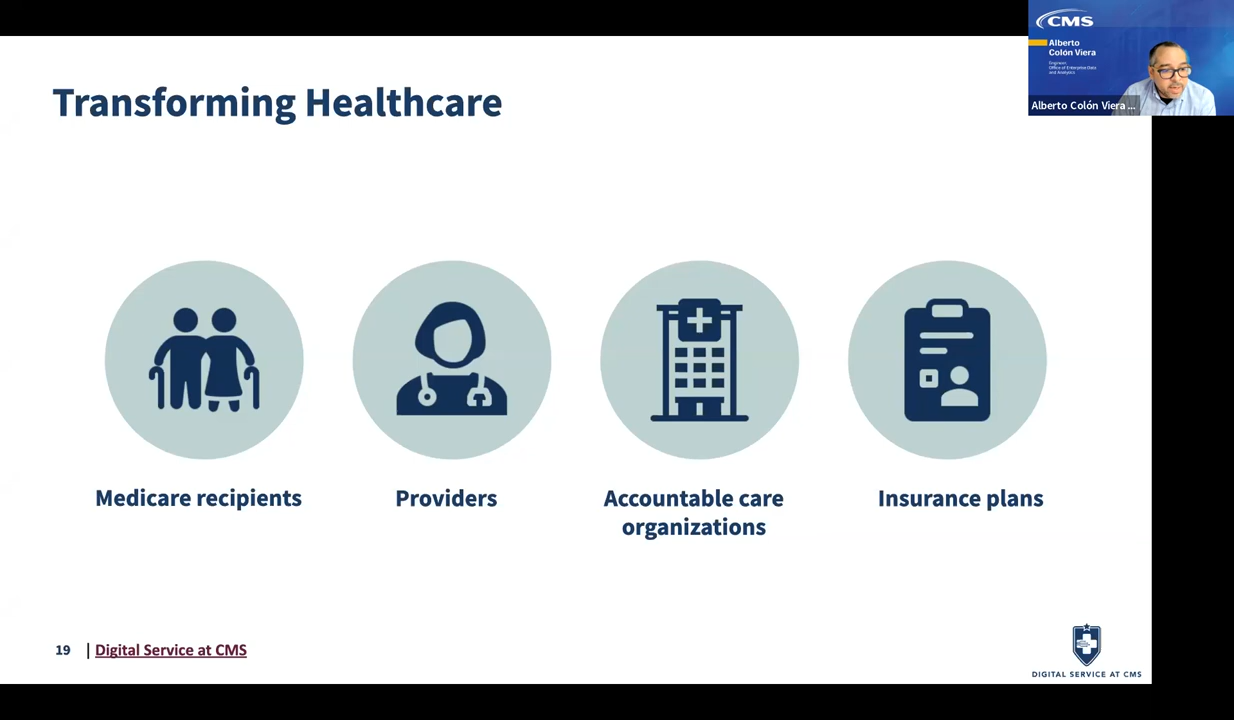 CMS
Alberto
Colón Viera
Engineer,
Office of Enterprise Data
and Analytics
Alberto Colón Viera ...
Transforming Healthcare
Medicare recipients
Providers
Accountable care
organizations
Insurance plans
19 | Digital Service at CMS
DIGITAL SERVICE AT CMS